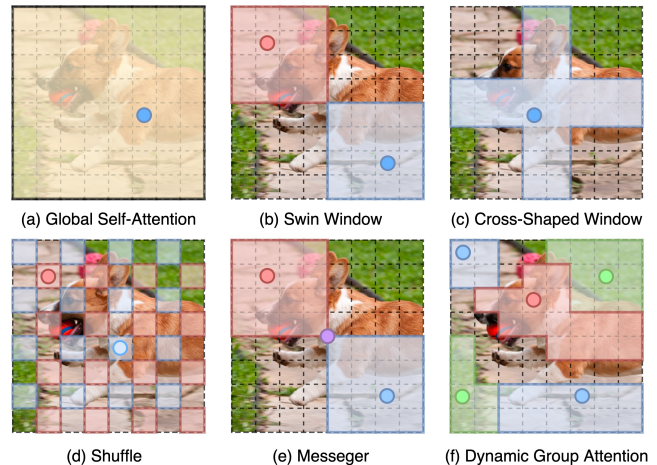 (a) Global Self-Attention
(b) Swin Window
(c) Cross-Shaped Window
(d) Shuffle
(e) Messeger
(f) Dynamic Group Attention